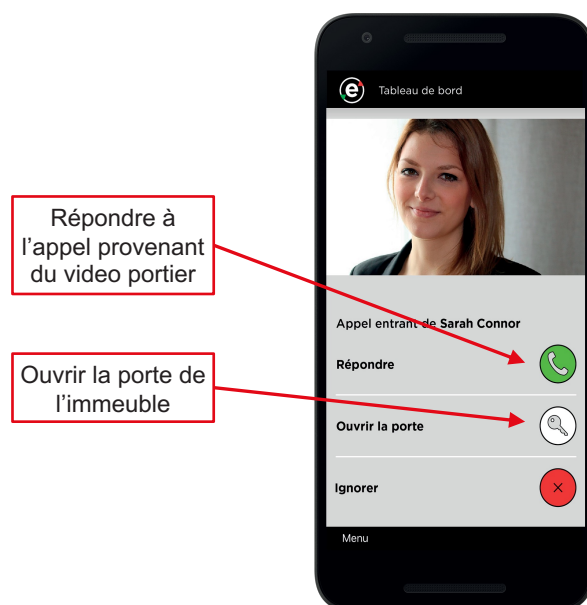 e
Tableau de bord
Répondre à
l'appel provenant
du video portier
Appel entrant de Sarah Connor
Répondre
Ouvrir la porte de
l'immeuble
Ouvrir la porte
Ignorer
Menu